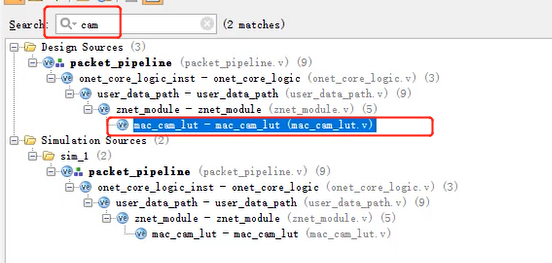 Search: cam (2 matches)
Design Sources (3)
packet_pipeline (packet_pipeline.v) (9)
onet_core_logic_inst - onet_core_logic (onet_core_logic.v) (3)
user_data_path - user_data_path (user_data_path.v) (9)
znet_module - znet_module (znet_module.v) (5)
mac_cam_lut - mac_cam_lut (mac_cam_lut.v)
Simulation Sources (2)
sim_1 (2)
packet_pipeline (packet_pipeline.v) (9)
onet_core_logic_inst - onet_core_logic (onet_core_logic.v) (3)
user_data_path - user_data_path (user_data_path.v) (9)
znet_module - znet_module (znet_module.v) (5)
mac_cam_lut - mac_cam_lut (mac_cam_lut.v)